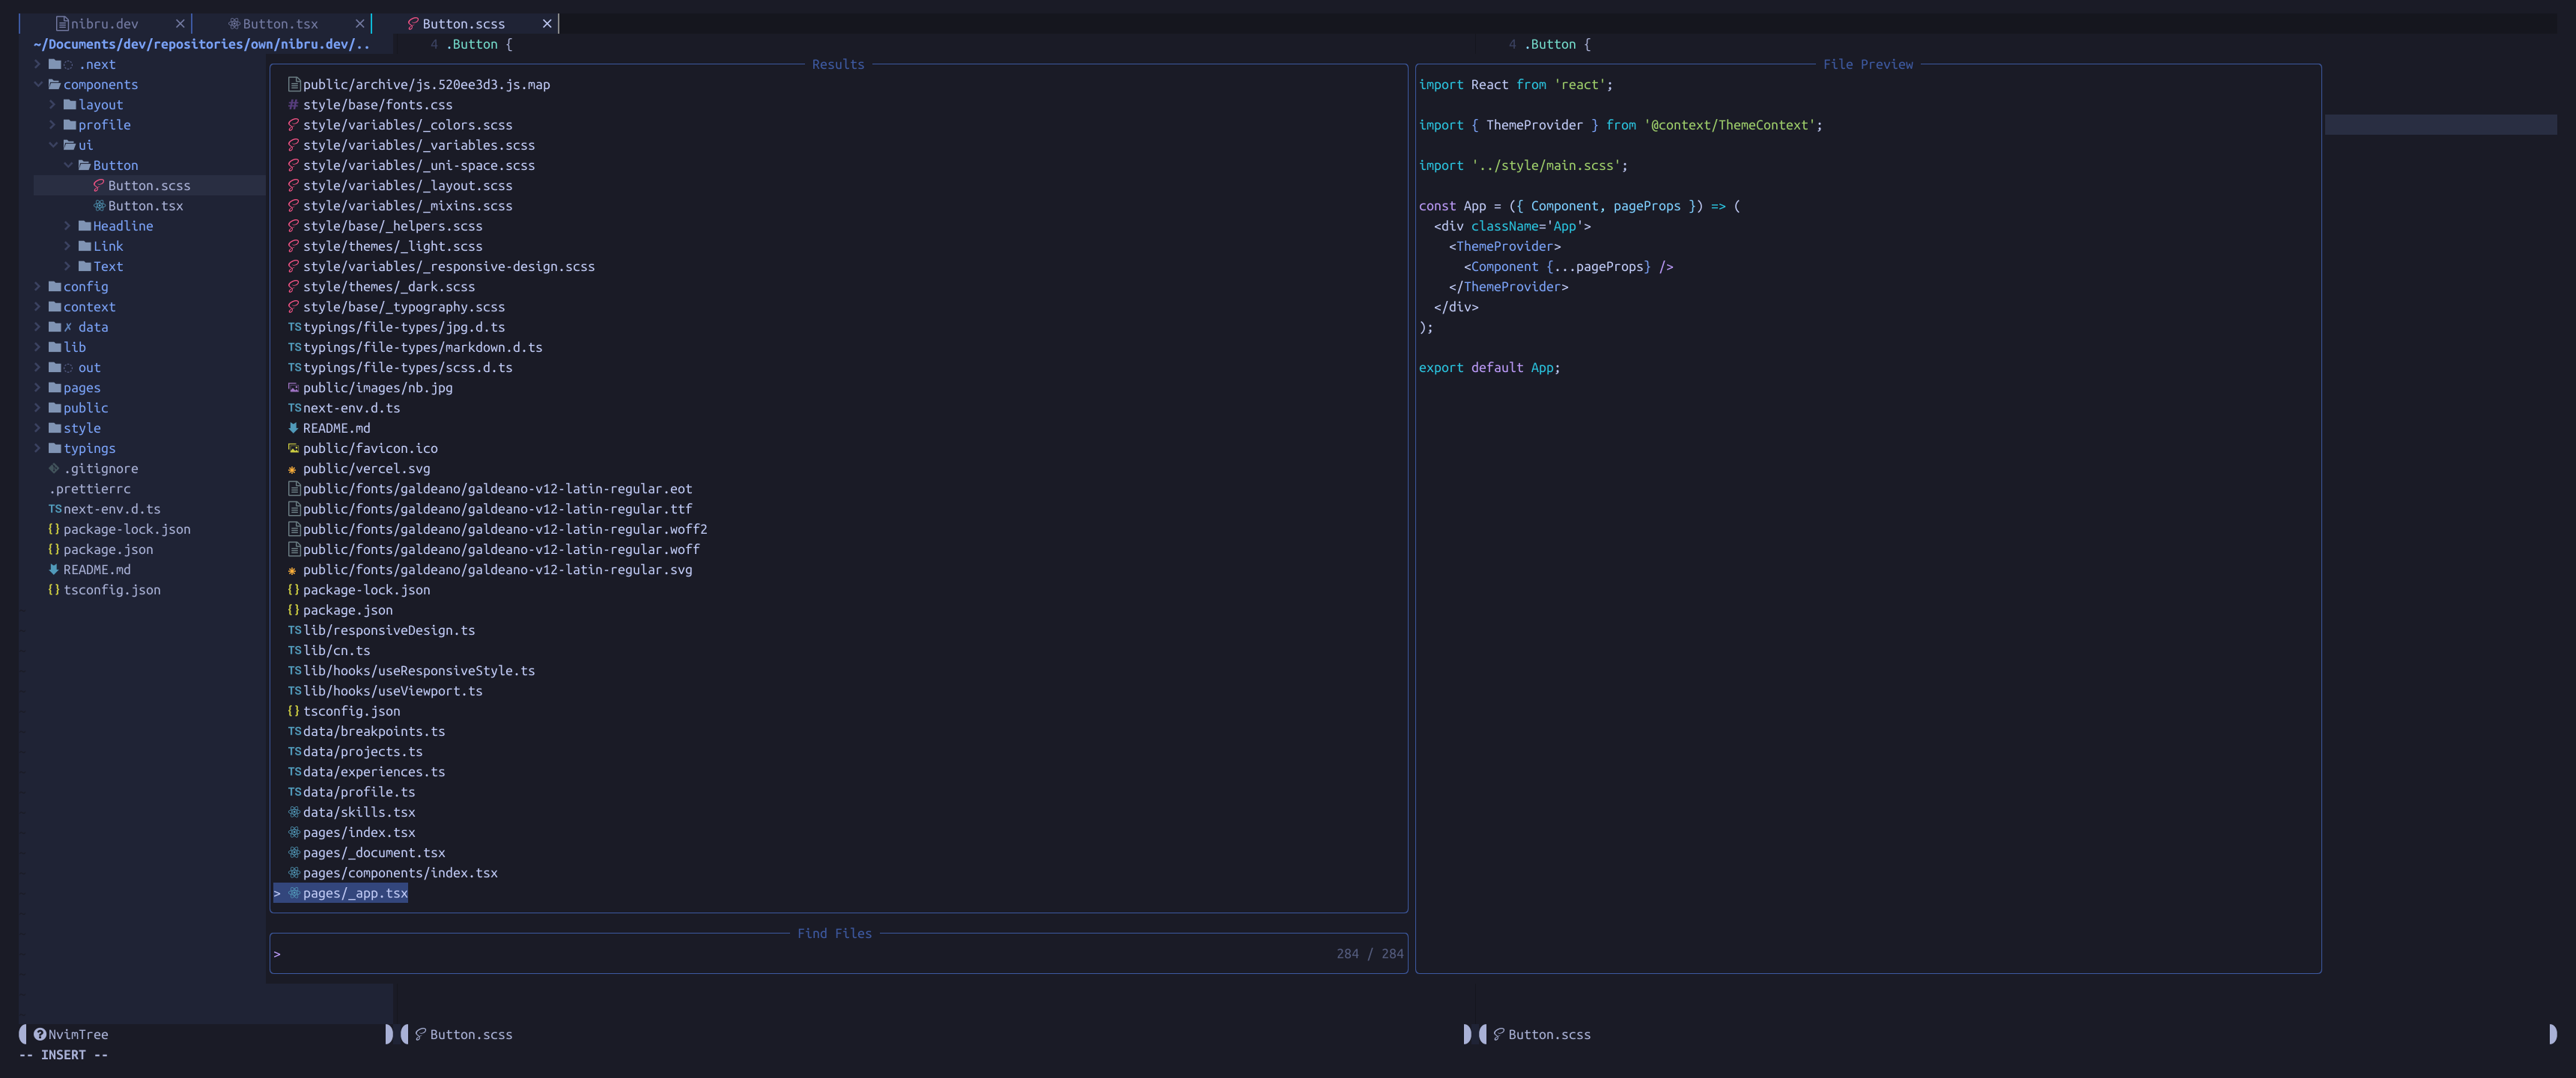 nibru.dev × Button.tsx × Button.scss ×
~/Documents/dev/repositories/own/nibru.dev/..
.next
components
layout
profile
ui
Button
Button.scss
Button.tsx
Headline
Link
Text
config
context
✗ data
lib
out
pages
public
style
typings
.gitignore
.prettierrc
TS next-env.d.ts
{} package-lock.json
{} package.json
README.md
{} tsconfig.json
4 .Button {
4 .Button {
Results
public/archive/js.520ee3d3.js.map
# style/base/fonts.css
style/variables/_colors.scss
style/variables/_variables.scss
style/variables/_uni-space.scss
style/variables/_layout.scss
style/variables/_mixins.scss
style/base/_helpers.scss
style/themes/_light.scss
style/variables/_responsive-design.scss
style/themes/_dark.scss
style/base/_typography.scss
TS typings/file-types/jpg.d.ts
TS typings/file-types/markdown.d.ts
TS typings/file-types/scss.d.ts
public/images/nb.jpg
TS next-env.d.ts
README.md
public/favicon.ico
public/vercel.svg
public/fonts/galdeano/galdeano-v12-latin-regular.eot
public/fonts/galdeano/galdeano-v12-latin-regular.ttf
public/fonts/galdeano/galdeano-v12-latin-regular.woff2
public/fonts/galdeano/galdeano-v12-latin-regular.woff
public/fonts/galdeano/galdeano-v12-latin-regular.svg
{} package-lock.json
{} package.json
TS lib/responsiveDesign.ts
TS lib/cn.ts
TS lib/hooks/useResponsiveStyle.ts
TS lib/hooks/useViewport.ts
{} tsconfig.json
TS data/breakpoints.ts
TS data/projects.ts
TS data/experiences.ts
TS data/profile.ts
data/skills.tsx
pages/index.tsx
pages/_document.tsx
pages/components/index.tsx
> pages/_app.tsx
Find Files
> 284 / 284
File Preview
import React from 'react';
import { ThemeProvider } from '@context/ThemeContext';
import '../style/main.scss';
const App = ({ Component, pageProps }) => (
<div className='App'>
<ThemeProvider>
<Component {...pageProps} />
</ThemeProvider>
</div>
);
export default App;
? NvimTree
Button.scss
Button.scss
-- INSERT --